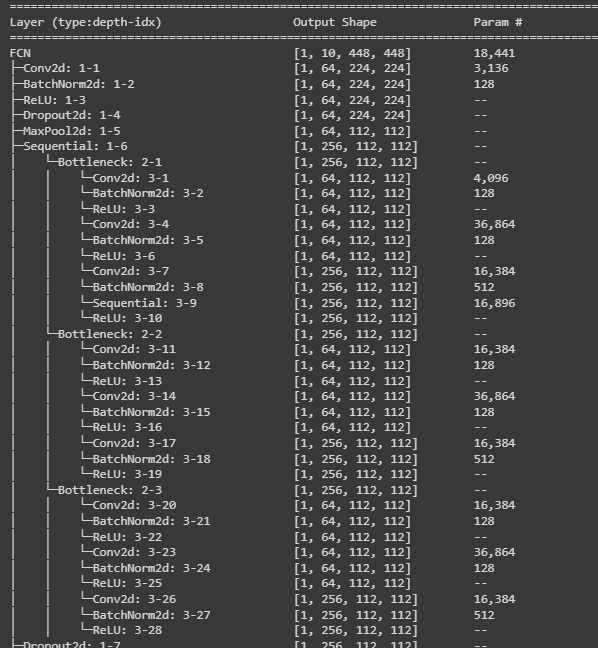 ==========================================================================================
Layer (type:depth-idx)                   Output Shape              Param #
==========================================================================================
FCN                                      [1, 10, 448, 448]         18,441
├─Conv2d: 1-1                            [1, 64, 224, 224]         3,136
├─BatchNorm2d: 1-2                       [1, 64, 224, 224]         128
├─ReLU: 1-3                              [1, 64, 224, 224]         --
├─Dropout2d: 1-4                         [1, 64, 224, 224]         --
├─MaxPool2d: 1-5                         [1, 64, 112, 112]         --
├─Sequential: 1-6                        [1, 256, 112, 112]        --
│    └─Bottleneck: 2-1                   [1, 256, 112, 112]        --
│    │    └─Conv2d: 3-1                  [1, 64, 112, 112]         4,096
│    │    └─BatchNorm2d: 3-2             [1, 64, 112, 112]         128
│    │    └─ReLU: 3-3                    [1, 64, 112, 112]         --
│    │    └─Conv2d: 3-4                  [1, 64, 112, 112]         36,864
│    │    └─BatchNorm2d: 3-5             [1, 64, 112, 112]         128
│    │    └─ReLU: 3-6                    [1, 64, 112, 112]         --
│    │    └─Conv2d: 3-7                  [1, 256, 112, 112]        16,384
│    │    └─BatchNorm2d: 3-8             [1, 256, 112, 112]        512
│    │    └─Sequential: 3-9              [1, 256, 112, 112]        16,896
│    │    └─ReLU: 3-10                   [1, 256, 112, 112]        --
│    └─Bottleneck: 2-2                   [1, 256, 112, 112]        --
│    │    └─Conv2d: 3-11                 [1, 64, 112, 112]         16,384
│    │    └─BatchNorm2d: 3-12            [1, 64, 112, 112]         128
│    │    └─ReLU: 3-13                   [1, 64, 112, 112]         --
│    │    └─Conv2d: 3-14                 [1, 64, 112, 112]         36,864
│    │    └─BatchNorm2d: 3-15            [1, 64, 112, 112]         128
│    │    └─ReLU: 3-16                   [1, 64, 112, 112]         --
│    │    └─Conv2d: 3-17                 [1, 256, 112, 112]        16,384
│    │    └─BatchNorm2d: 3-18            [1, 256, 112, 112]        512
│    │    └─ReLU: 3-19                   [1, 256, 112, 112]        --
│    └─Bottleneck: 2-3                   [1, 256, 112, 112]        --
│    │    └─Conv2d: 3-20                 [1, 64, 112, 112]         16,384
│    │    └─BatchNorm2d: 3-21            [1, 64, 112, 112]         128
│    │    └─ReLU: 3-22                   [1, 64, 112, 112]         --
│    │    └─Conv2d: 3-23                 [1, 64, 112, 112]         36,864
│    │    └─BatchNorm2d: 3-24            [1, 64, 112, 112]         128
│    │    └─ReLU: 3-25                   [1, 64, 112, 112]         --
│    │    └─Conv2d: 3-26                 [1, 256, 112, 112]        16,384
│    │    └─BatchNorm2d: 3-27            [1, 256, 112, 112]        512
│    │    └─ReLU: 3-28                   [1, 256, 112, 112]        --
├─Dropout2d: 1-7                         [1, 256, 112, 112]        --